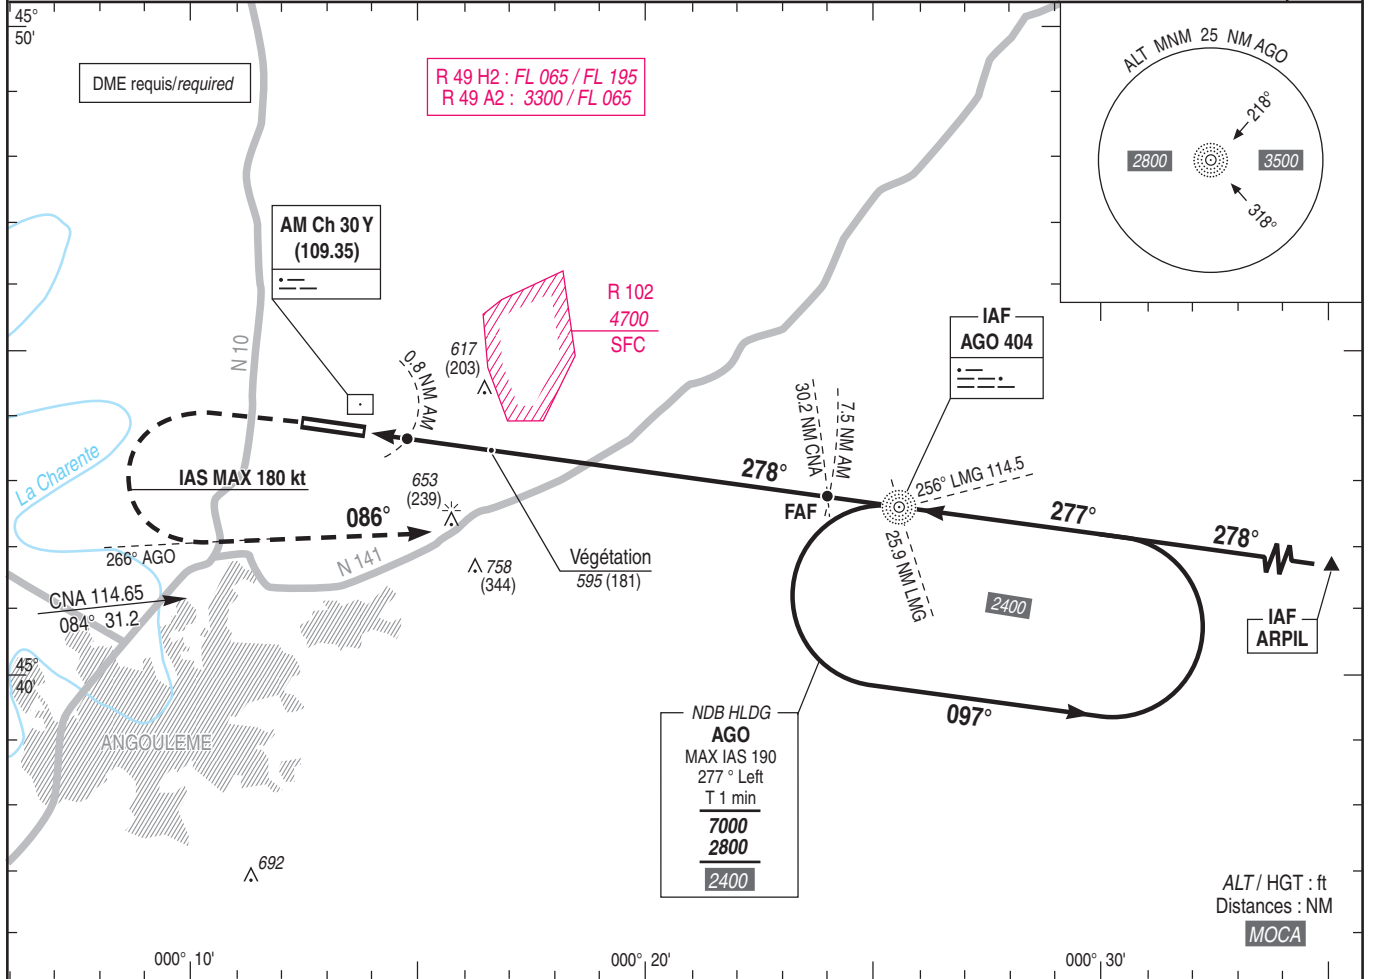 45°
50'
DME requis/required
R 49 H2 : FL 065 / FL 195
R 49 A2 : 3300 / FL 065
ALT MNM 25 NM AGO
218°
2800
3500
318°
AM Ch 30 Y
(109.35)
R 102
4700
SFC
IAF
AGO 404
N 10
617
(203)
0.8 NM AM
30.2 NM CNA
7.5 NM AM
La Charente
IAS MAX 180 kt
653
(239)
278°
256° LMG 114.5
FAF
277°
278°
086°
266° AGO
N 141
758
(344)
Végétation
595 (181)
25.9 NM LMG
2400
CNA 114.65
084° 31.2
IAF
ARPIL
45°
40'
ANGOULEME
097°
NDB HLDG
AGO
MAX IAS 190
277 ° Left
T 1 min
7000
2800
2400
692
ALT / HGT : ft
Distances : NM
MOCA
000° 10'
000° 20'
000° 30'